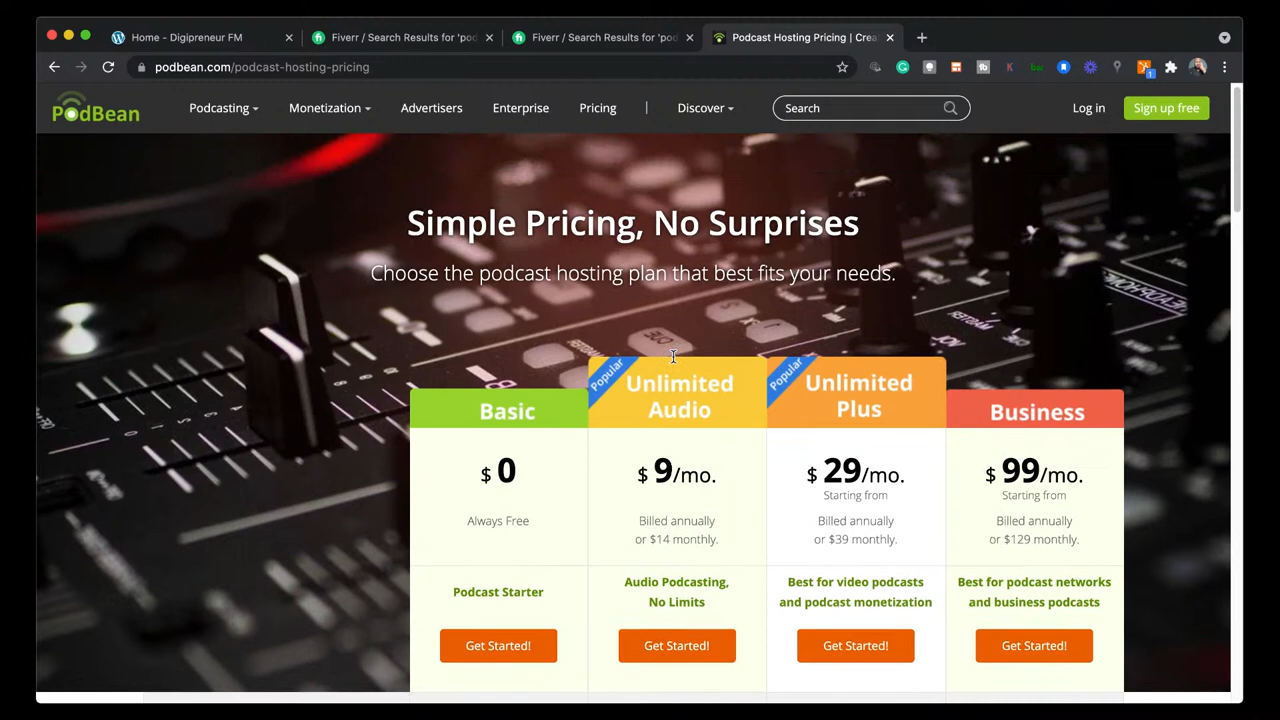 Home - Digipreneur FM
Fiverr / Search Results for 'pod
Fiverr / Search Results for 'pod
Podcast Hosting Pricing | Crea
podbean.com/podcast-hosting-pricing
1
PodBean
Podcasting
Monetization
Advertisers
Enterprise
Pricing
|
Discover
Search
Log in
Sign up free
Simple Pricing, No Surprises
Choose the podcast hosting plan that best fits your needs.
Basic
$ 0
Always Free
Podcast Starter
Get Started!
Popular
Unlimited
Audio
$ 9/mo.
Billed annually
or $14 monthly.
Audio Podcasting,
No Limits
Get Started!
Popular
Unlimited
Plus
$ 29/mo.
Starting from
Billed annually
or $39 monthly.
Best for video podcasts
and podcast monetization
Get Started!
Business
$ 99/mo.
Starting from
Billed annually
or $129 monthly.
Best for podcast networks
and business podcasts
Get Started!